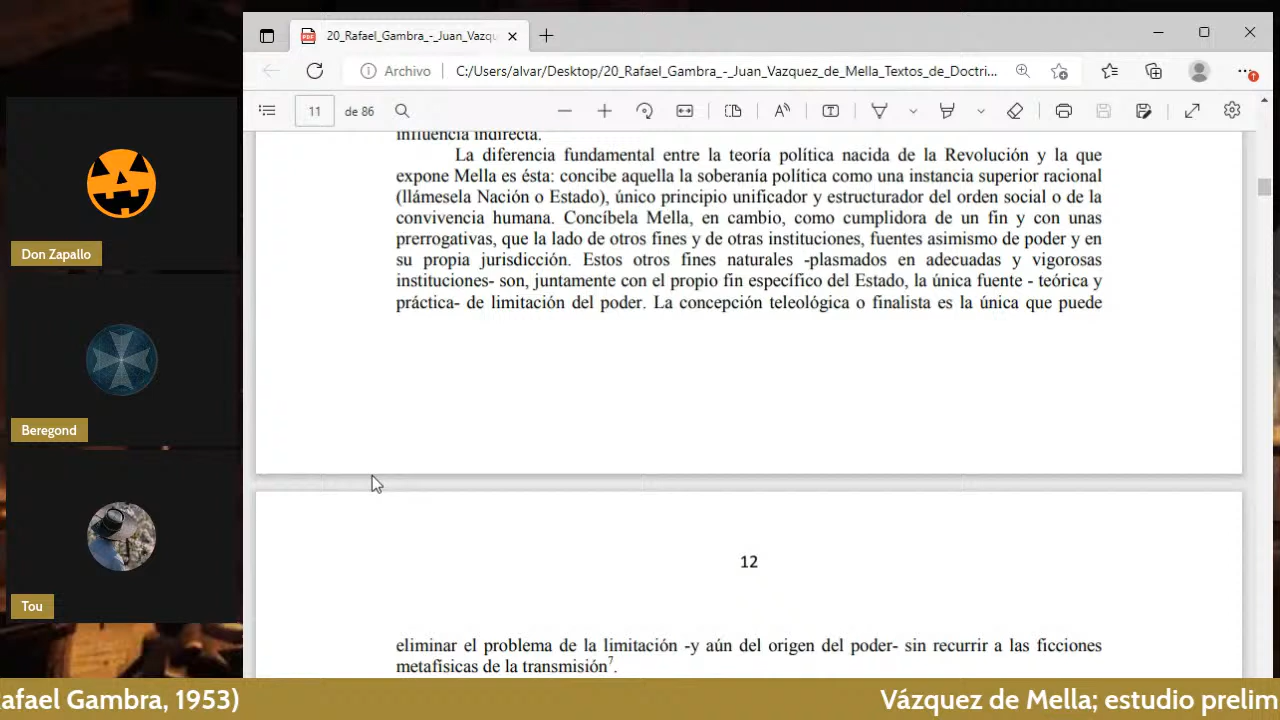 20_Rafael_Gambra_-_Juan_Vazqu
Archivo
C:/Users/alvar/Desktop/20_Rafael_Gambra_-_Juan_Vazquez_de_Mella_Textos_de_Doctri...
11 de 86
influencia indirecta.
La diferencia fundamental entre la teoría política nacida de la Revolución y la que
expone Mella es ésta: concibe aquella la soberanía política como una instancia superior racional
(llámesela Nación o Estado), único principio unificador y estructurador del orden social o de la
convivencia humana. Concíbela Mella, en cambio, como cumplidora de un fin y con unas
prerrogativas, que la lado de otros fines y de otras instituciones, fuentes asimismo de poder y en
su propia jurisdicción. Estos otros fines naturales -plasmados en adecuadas y vigorosas
instituciones- son, juntamente con el propio fin específico del Estado, la única fuente - teórica y
práctica- de limitación del poder. La concepción teleológica o finalista es la única que puede
12
eliminar el problema de la limitación -y aún del origen del poder- sin recurrir a las ficciones
metafísicas de la transmisión7.
Don Zapallo
Beregond
Tou
afael Gambra, 1953)
Vázquez de Mella; estudio prelim